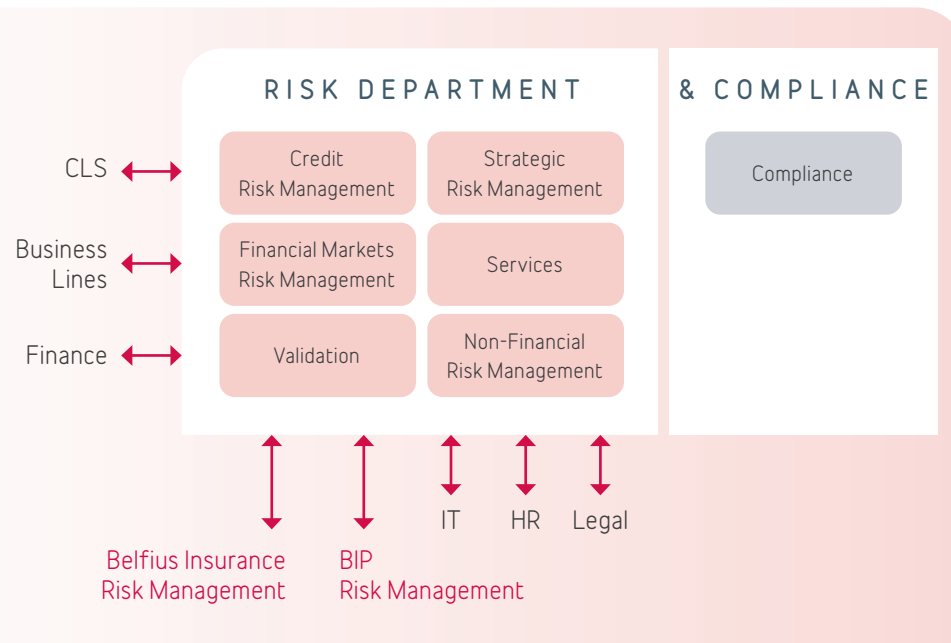 RISK DEPARTMENT
& COMPLIANCE
CLS
Credit
Risk Management
Strategic
Risk Management
Compliance
Business
Lines
Financial Markets
Risk Management
Services
Finance
Validation
Non-Financial
Risk Management
IT
HR
Legal
Belfius Insurance
Risk Management
BIP
Risk Management